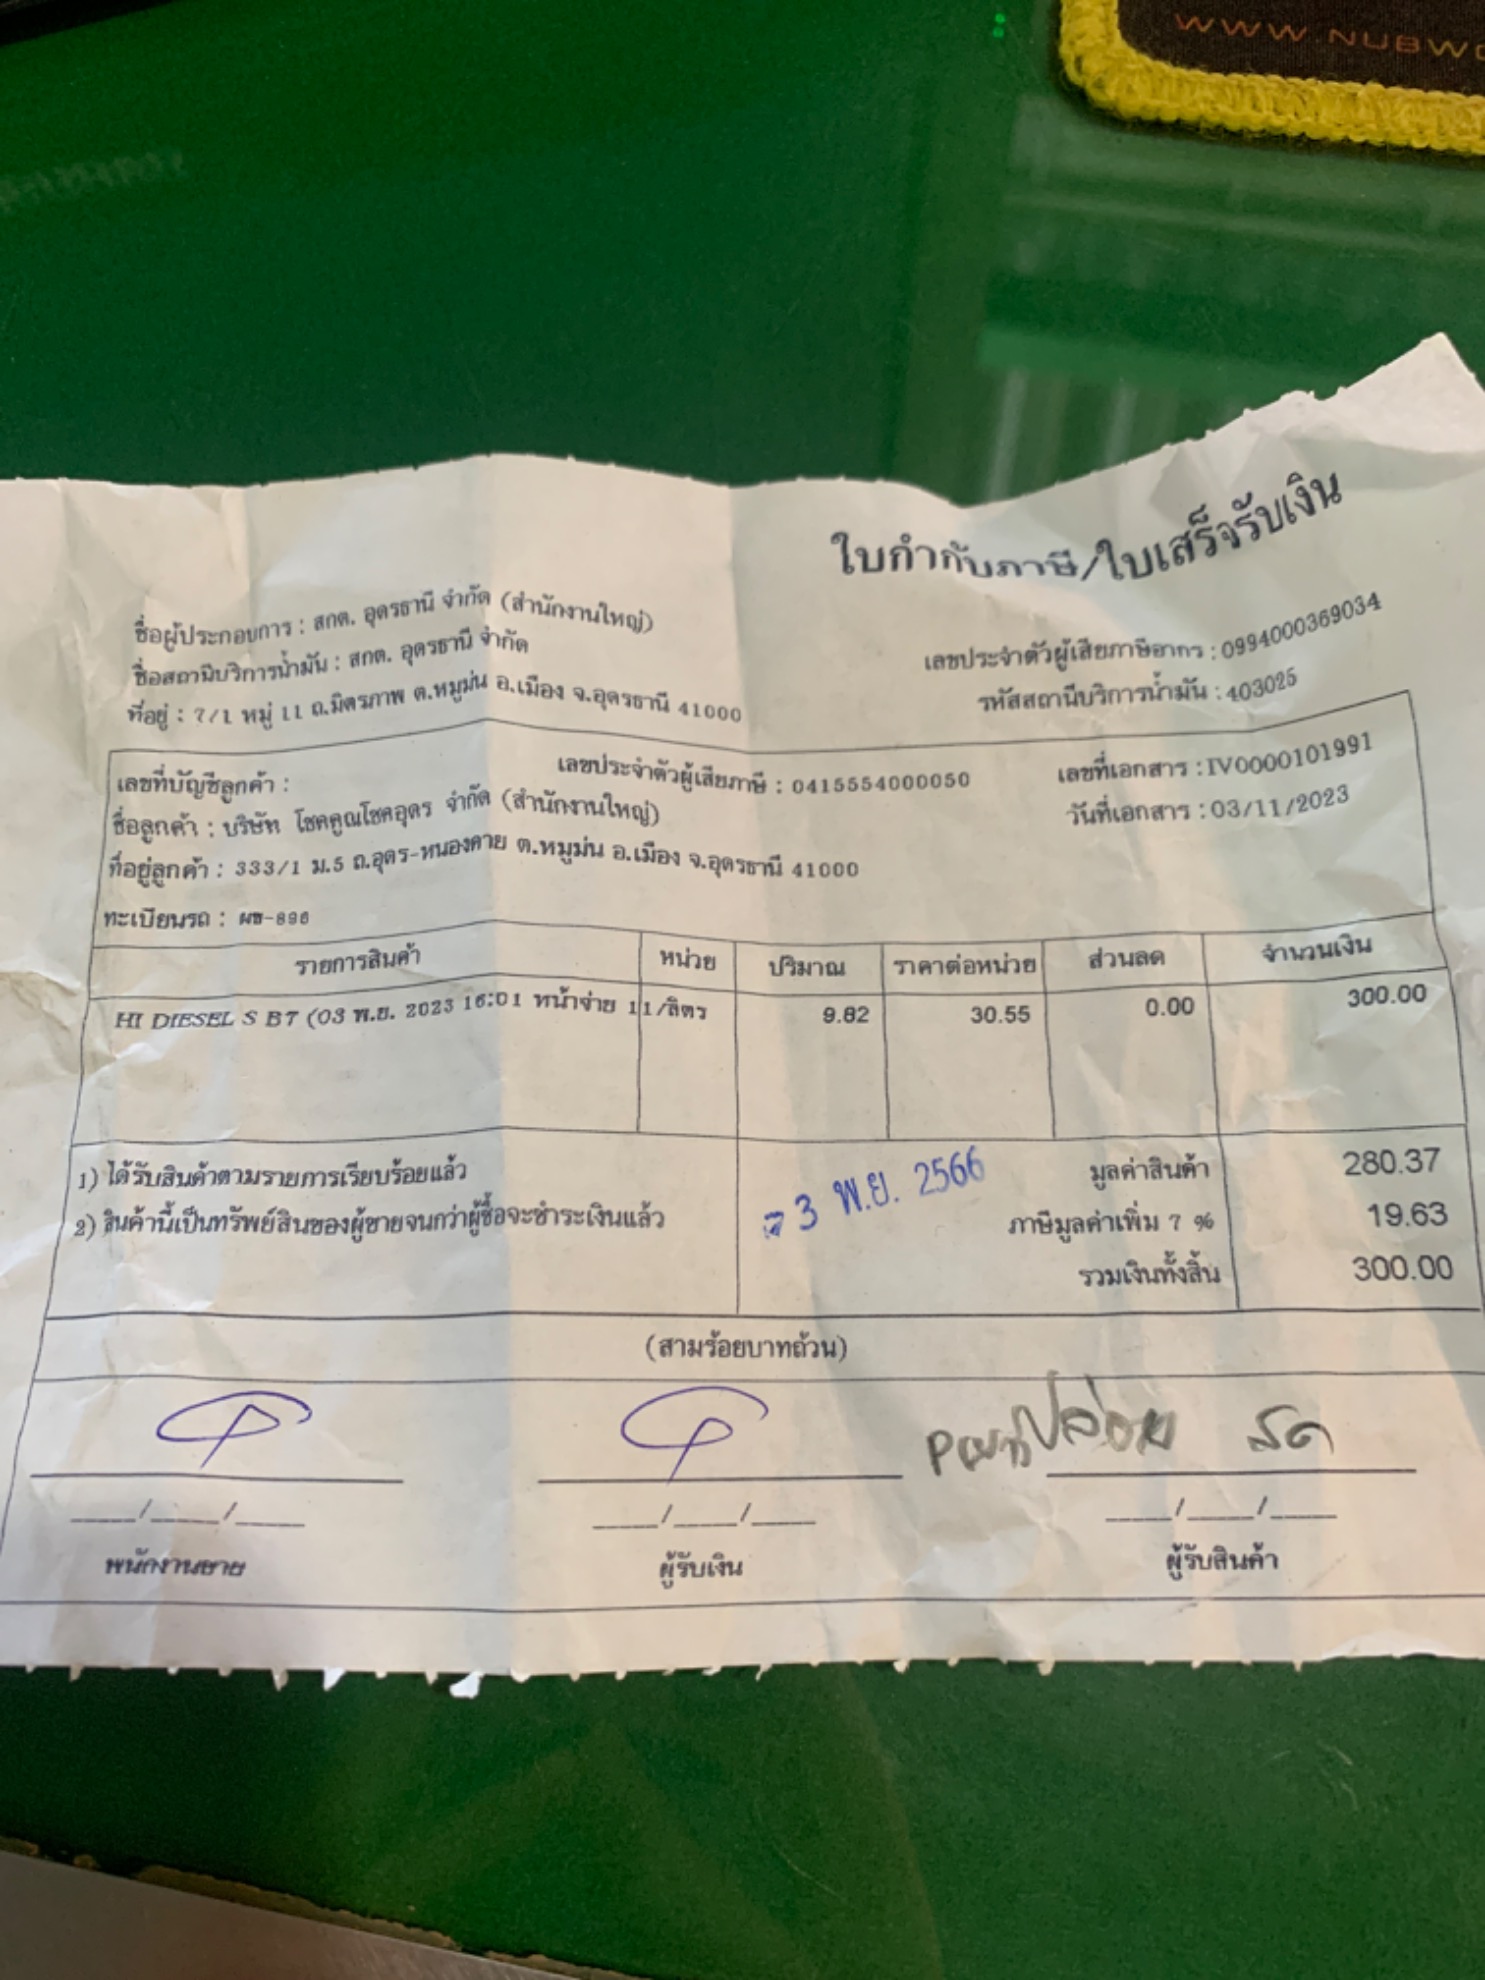 WWW.NUBWO
ใบกำกับภาษี/ใบเสร็จรับเงิน
ชื่อผู้ประกอบการ : สกต. อุดรธานี จำกัด (สำนักงานใหญ่)
เลขประจำตัวผู้เสียภาษีอากร : 0994000369034
ชื่อสถานีบริการน้ำมัน : สกต. อุดรธานี จำกัด
รหัสสถานีบริการน้ำมัน : 403025
ที่อยู่ : 7/1 หมู่ 11 ถ.มิตรภาพ ต.หมูม่น อ.เมือง จ.อุดรธานี 41000
เลขที่บัญชีลูกค้า : เลขประจำตัวผู้เสียภาษี : 0415554000050 เลขที่เอกสาร : IV0000101991
ชื่อลูกค้า : บริษัท โชคคูณโชคอุดร จำกัด (สำนักงานใหญ่) วันที่เอกสาร : 03/11/2023
ที่อยู่ลูกค้า : 333/1 ม.5 ถ.อุดร-หนองคาย ต.หมูม่น อ.เมือง จ.อุดรธานี 41000
ทะเบียนรถ : -896
รายการสินค้า หน่วย ปริมาณ ราคาต่อหน่วย ส่วนลด จำนวนเงิน
HI DIESEL S B7 (03 พ.ย. 2023 16:01 หน้าจ่าย 11/ลิตร 9.82 30.55 0.00 300.00
1) ได้รับสินค้าตามรายการเรียบร้อยแล้ว มูลค่าสินค้า 280.37
2) สินค้านี้เป็นทรัพย์สินของผู้ขายจนกว่าผู้ซื้อจะชำระเงินแล้ว - 3 พ.ย. 2566 ภาษีมูลค่าเพิ่ม 7 % 19.63
รวมเงินทั้งสิ้น 300.00
(สามร้อยบาทถ้วน)
ปล่อย สด
____/____/____ ____/____/____ ____/____/____
พนักงานขาย ผู้รับเงิน ผู้รับสินค้า